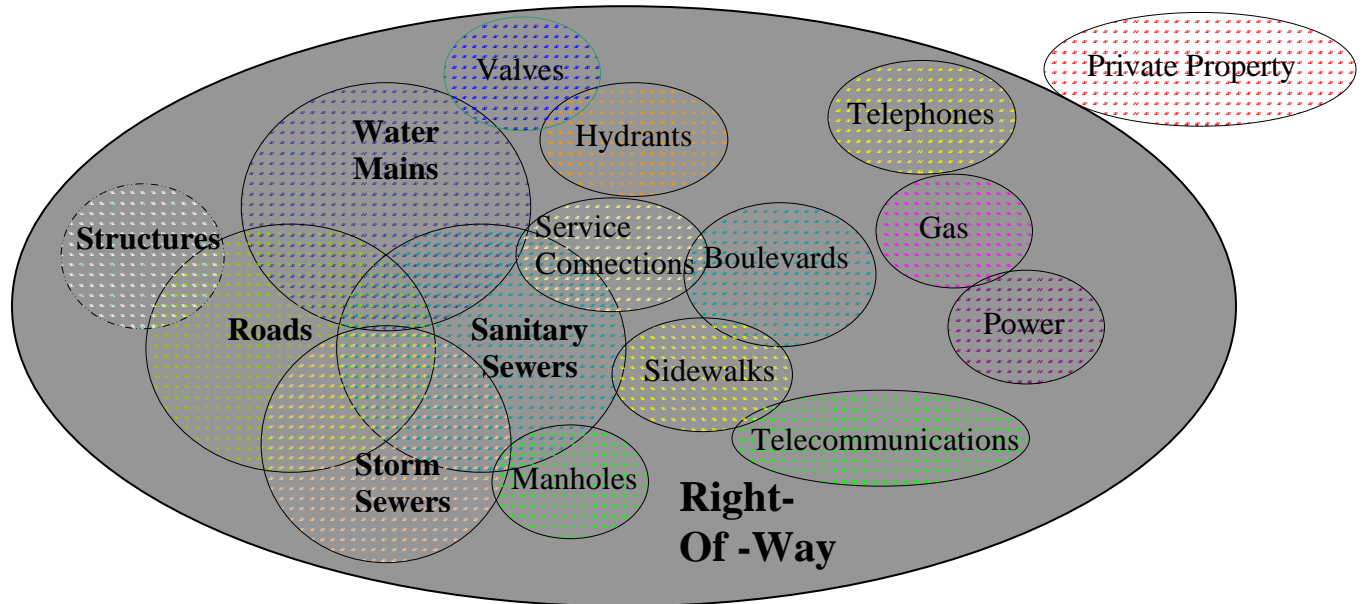 Valves
Private Property
Water
Mains
Hydrants
Telephones
Structures
Service
Connections
Boulevards
Gas
Roads
Sanitary
Sewers
Power
Sidewalks
Telecommunications
Storm
Sewers
Manholes
Right-
Of -Way